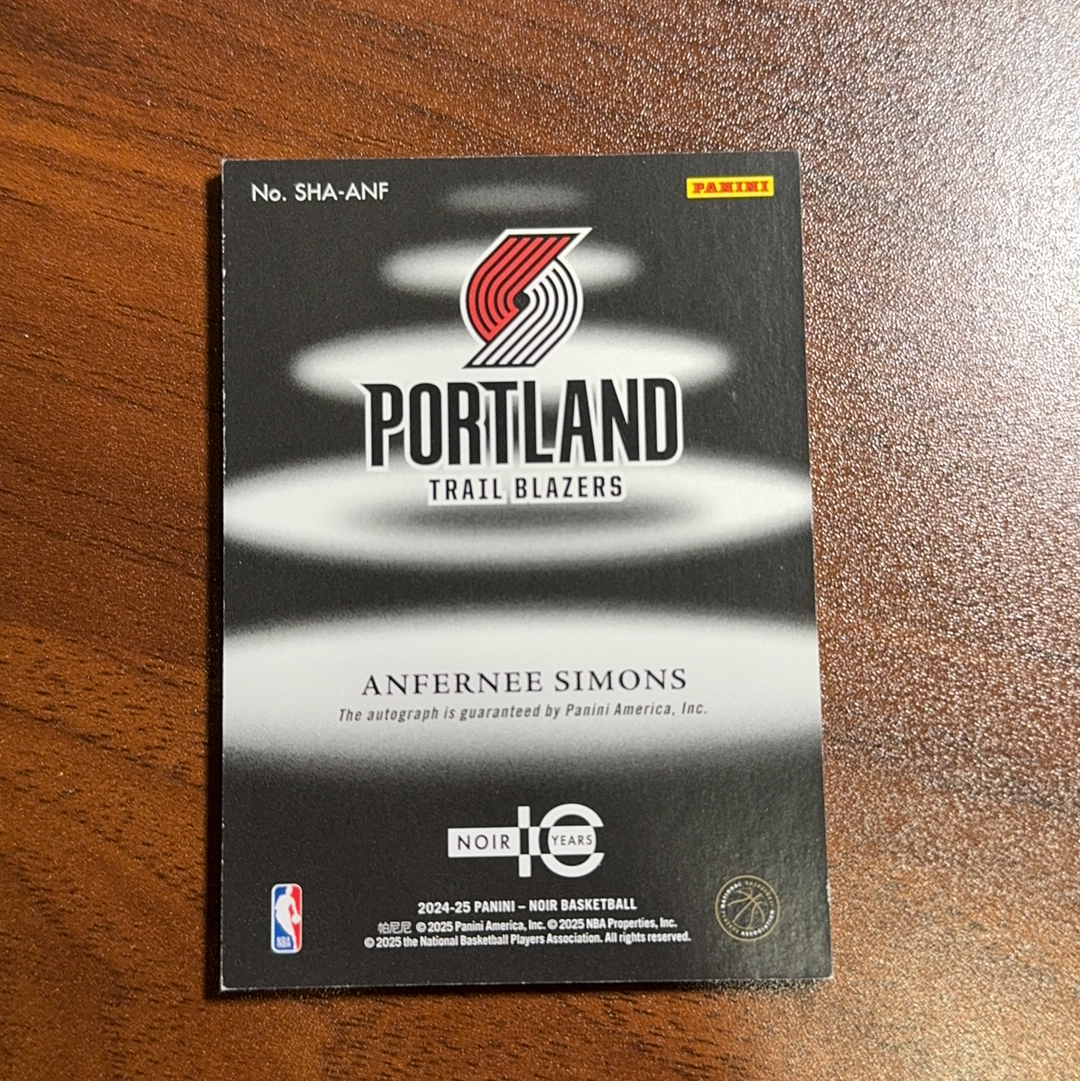 No. SHA-ANF
PANINI
PORTLAND
TRAIL BLAZERS
ANFERNEE SIMONS
The autograph is guaranteed by Panini America, Inc.
NOIR 10 YEARS
2024-25 PANINI – NOIR BASKETBALL
帕尼尼 © 2025 Panini America, Inc. © 2025 NBA Properties, Inc.
© 2025 the National Basketball Players Association. All rights reserved.
NBA